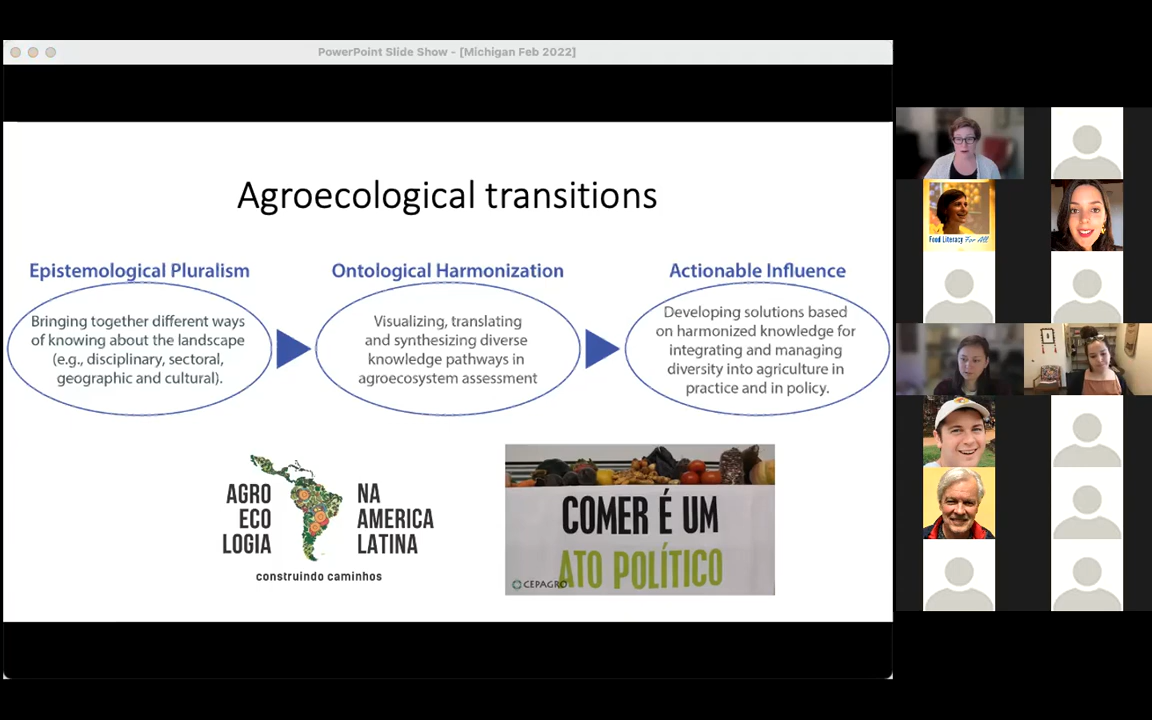 PowerPoint Slide Show - [Michigan Feb 2022]
Agroecological transitions
Epistemological Pluralism
Bringing together different ways
of knowing about the landscape
(e.g., disciplinary, sectoral,
geographic and cultural).
Ontological Harmonization
Visualizing, translating
and synthesizing diverse
knowledge pathways in
agroecosystem assessment
Actionable Influence
Developing solutions based
on harmonized knowledge for
integrating and managing
diversity into agriculture in
practice and in policy.
AGRO
ECO
LOGIA
NA
AMERICA
LATINA
construindo caminhos
COMER É UM
ATO POLÍTICO
CEPAGRO
Food Literacy For All